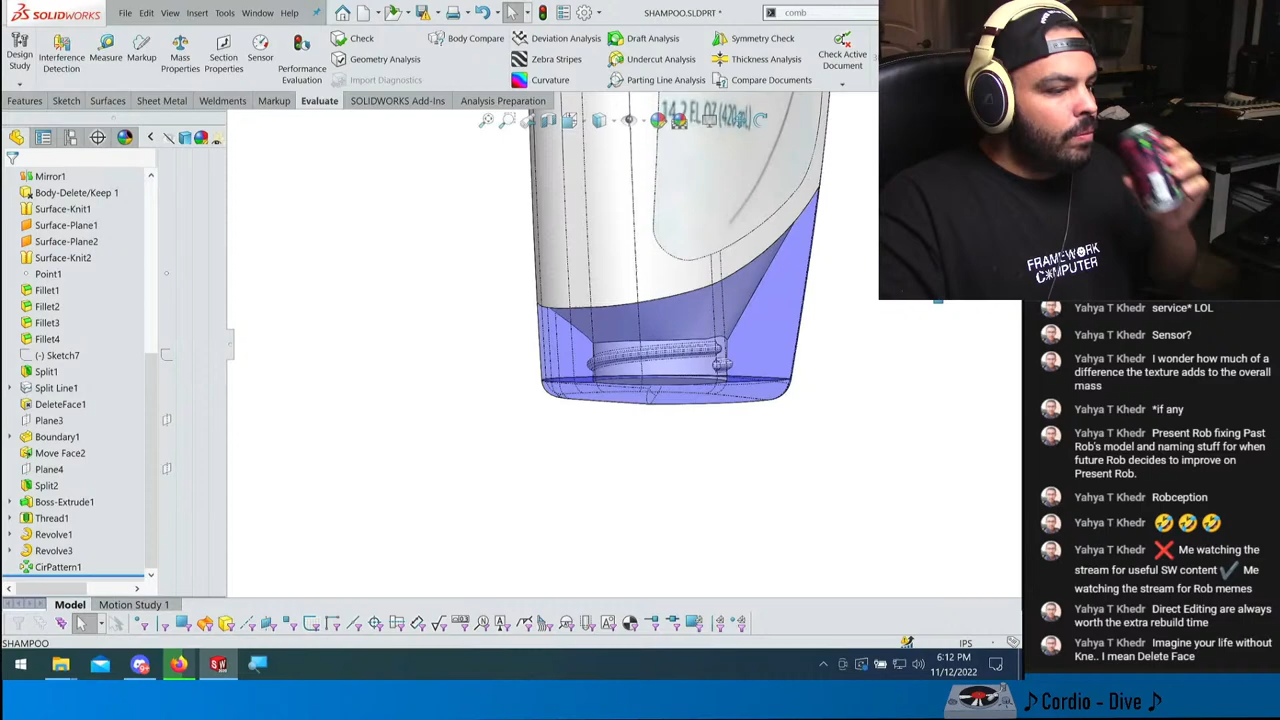 SOLIDWORKS
File
Edit
View
Insert
Tools
Window
Help
SHAMPOO.SLDPRT *
comb
Design Study
Interference Detection
Measure
Markup
Mass Properties
Section Properties
Sensor
Performance Evaluation
Check
Geometry Analysis
Import Diagnostics
Body Compare
Deviation Analysis
Zebra Stripes
Curvature
Draft Analysis
Undercut Analysis
Parting Line Analysis
Symmetry Check
Thickness Analysis
Compare Documents
Check Active Document
Features
Sketch
Surfaces
Sheet Metal
Weldments
Markup
Evaluate
SOLIDWORKS Add-Ins
Analysis Preparation
14.2 FL OZ (420mL)
Mirror1
Body-Delete/Keep 1
Surface-Knit1
Surface-Plane1
Surface-Plane2
Surface-Knit2
Point1
Fillet1
Fillet2
Fillet3
Fillet4
(-) Sketch7
Split1
Split Line1
DeleteFace1
Plane3
Boundary1
Move Face2
Plane4
Split2
Boss-Extrude1
Thread1
Revolve1
Revolve3
CirPattern1
Model
Motion Study 1
SHAMPOO
IPS
6:12 PM
11/12/2022
FRAMEWORK
COMPUTER
Yahya T Khedr service* LOL
Yahya T Khedr Sensor?
Yahya T Khedr I wonder how much of a
difference the texture adds to the overall
mass
Yahya T Khedr *if any
Yahya T Khedr Present Rob fixing Past
Rob's model and naming stuff for when
future Rob decides to improve on
Present Rob.
Yahya T Khedr Robception
Yahya T Khedr 🤣🤣🤣
Yahya T Khedr ❌ Me watching the
stream for useful SW content ✔️ Me
watching the stream for Rob memes
Yahya T Khedr Direct Editing are always
worth the extra rebuild time
Yahya T Khedr Imagine your life without
Kne.. I mean Delete Face
♪ Cordio - Dive ♪